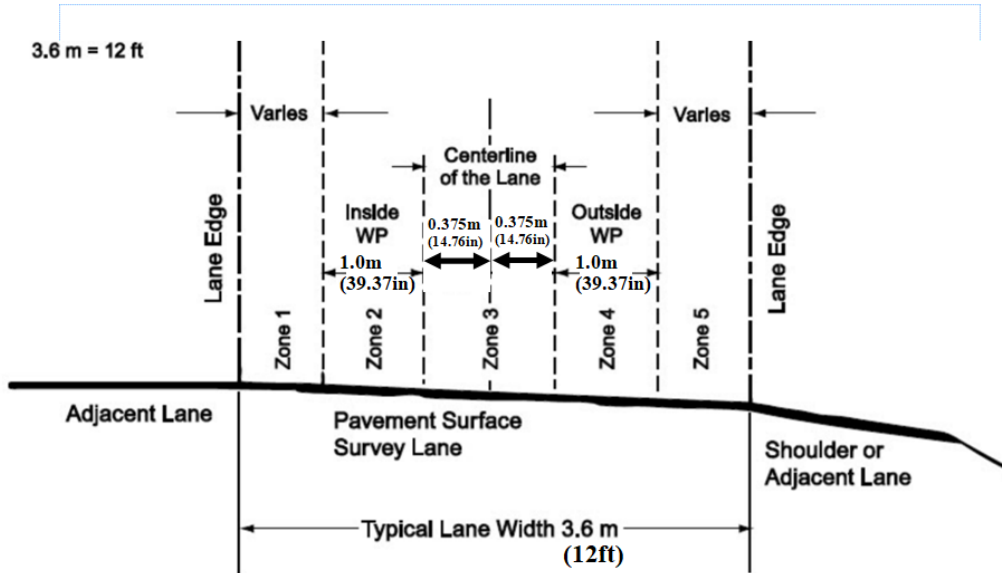 3.6 m = 12 ft
Varies
Varies
Centerline
of the Lane
Lane Edge
Inside
WP
0.375m
(14.76in)
0.375m
(14.76in)
Outside
WP
Lane Edge
1.0m
(39.37in)
1.0m
(39.37in)
Zone 1
Zone 2
Zone 3
Zone 4
Zone 5
Adjacent Lane
Pavement Surface
Survey Lane
Shoulder or
Adjacent Lane
Typical Lane Width 3.6 m
(12ft)